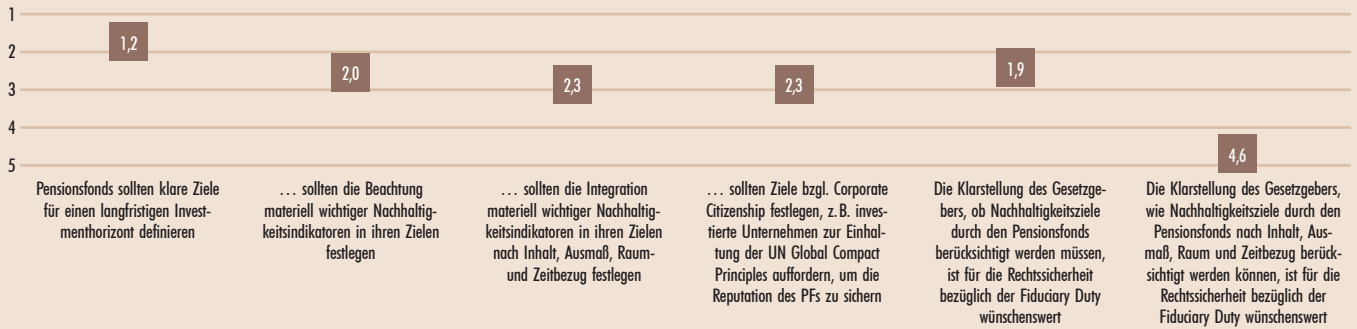 1
2
3
4
5
1,2
2,0
2,3
2,3
1,9
4,6
Pensionsfonds sollten klare Ziele
für einen langfristigen Invest-
menthorizont definieren
… sollten die Beachtung
materiell wichtiger Nachhaltig-
keitsindikatoren in ihren Zielen
festlegen
… sollten die Integration
materiell wichtiger Nachhaltig-
keitsindikatoren in ihren Zielen
nach Inhalt, Ausmaß, Raum-
und Zeitbezug festlegen
… sollten Ziele bzgl. Corporate
Citizenship festlegen, z. B. inves-
tierte Unternehmen zur Einhal-
tung der UN Global Compact
Principles auffordern, um die
Reputation des PFs zu sichern
Die Klarstellung des Gesetzge-
bers, ob Nachhaltigkeitsziele
durch den Pensionsfonds
berücksichtigt werden müssen,
ist für die Rechtssicherheit
bezüglich der Fiduciary Duty
wünschenswert
Die Klarstellung des Gesetzgebers,
wie Nachhaltigkeitsziele durch den
Pensionsfonds nach Inhalt, Aus-
maß, Raum und Zeitbezug berück-
sichtigt werden können, ist für die
Rechtssicherheit bezüglich der
Fiduciary Duty wünschenswert